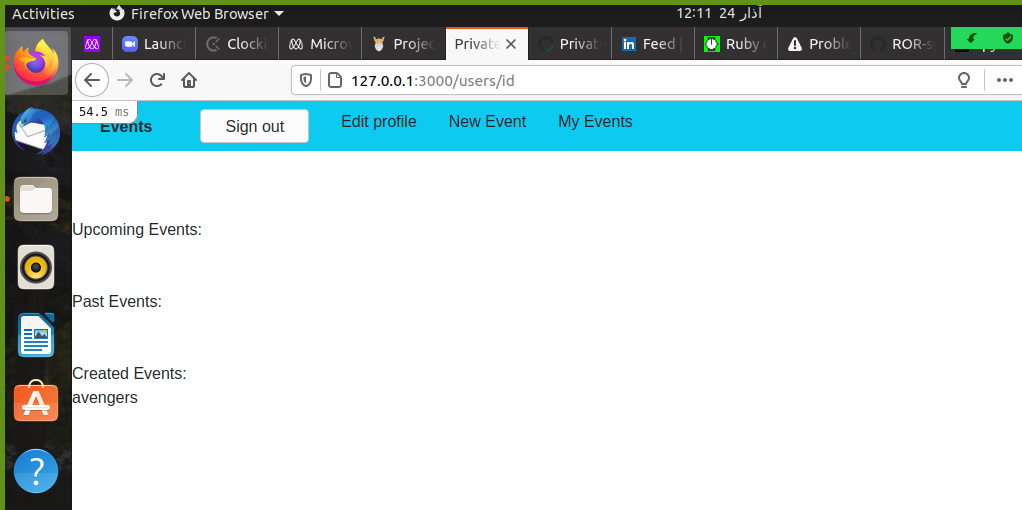 Activities Firefox Web Browser 12:11 24 آذار
Launc Clocki Micro Projec Private Privat Feed Ruby Proble ROR-s
127.0.0.1:3000/users/id
54.5 ms
Events Sign out Edit profile New Event My Events
Upcoming Events:
Past Events:
Created Events:
avengers